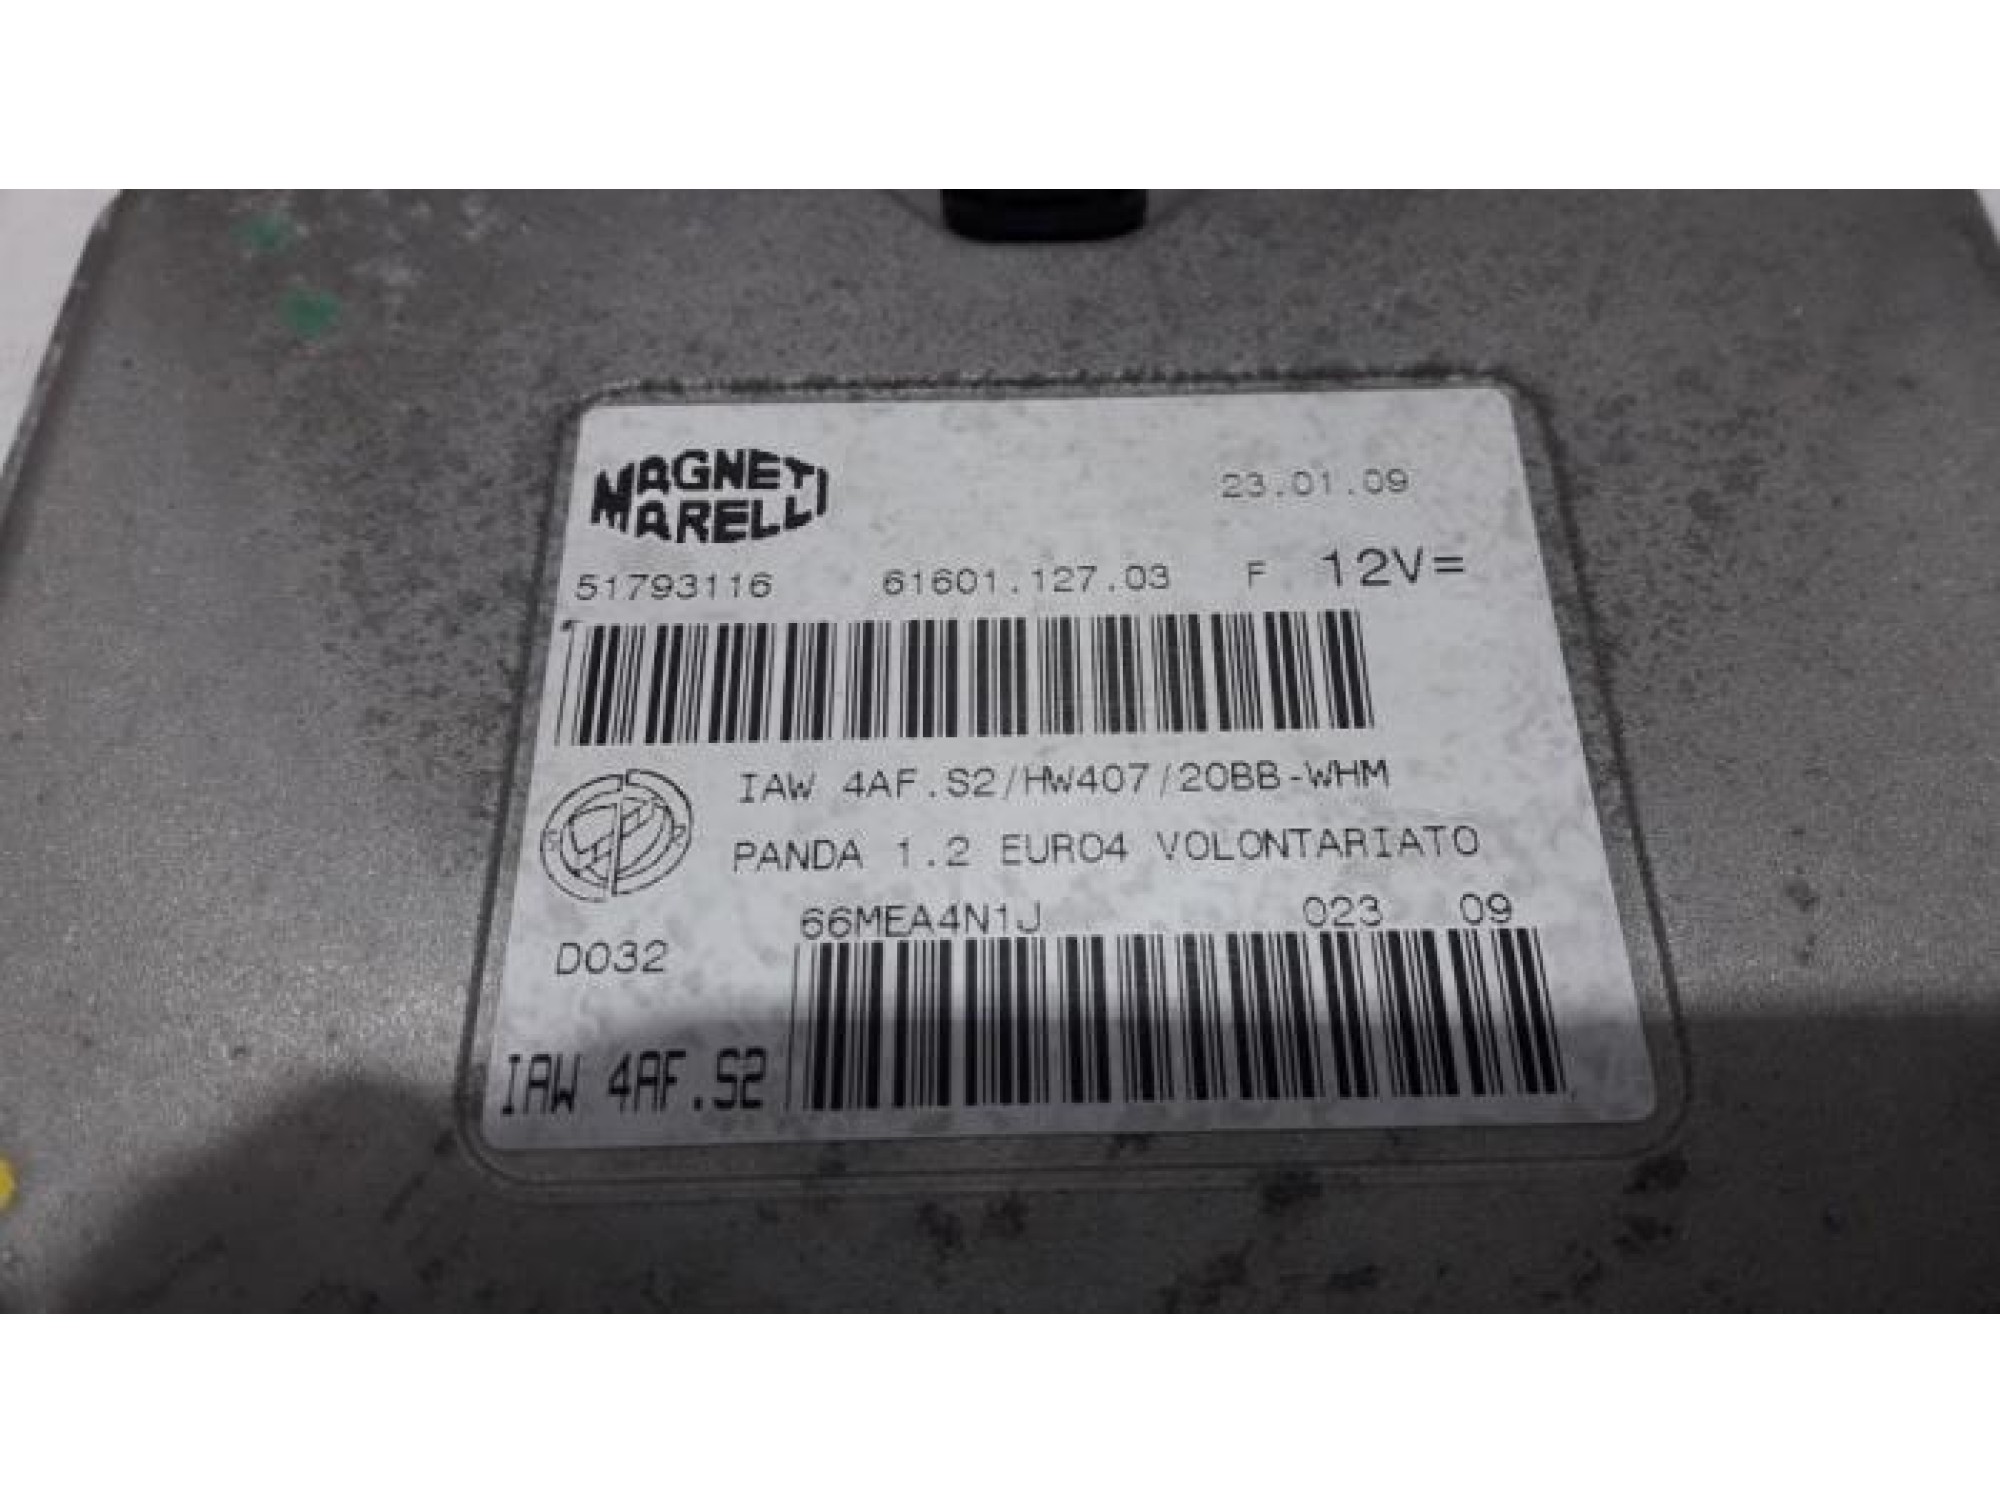 MAGNETI
MARELLI
23.01.09
51793116 61601.127.03 F 12V=
IAW 4AF.S2/HW407/20BB-WHM
PANDA 1.2 EURO4 VOLONTARIATO
66MEA4N1J 023 09
D032
IAW 4AF.S2